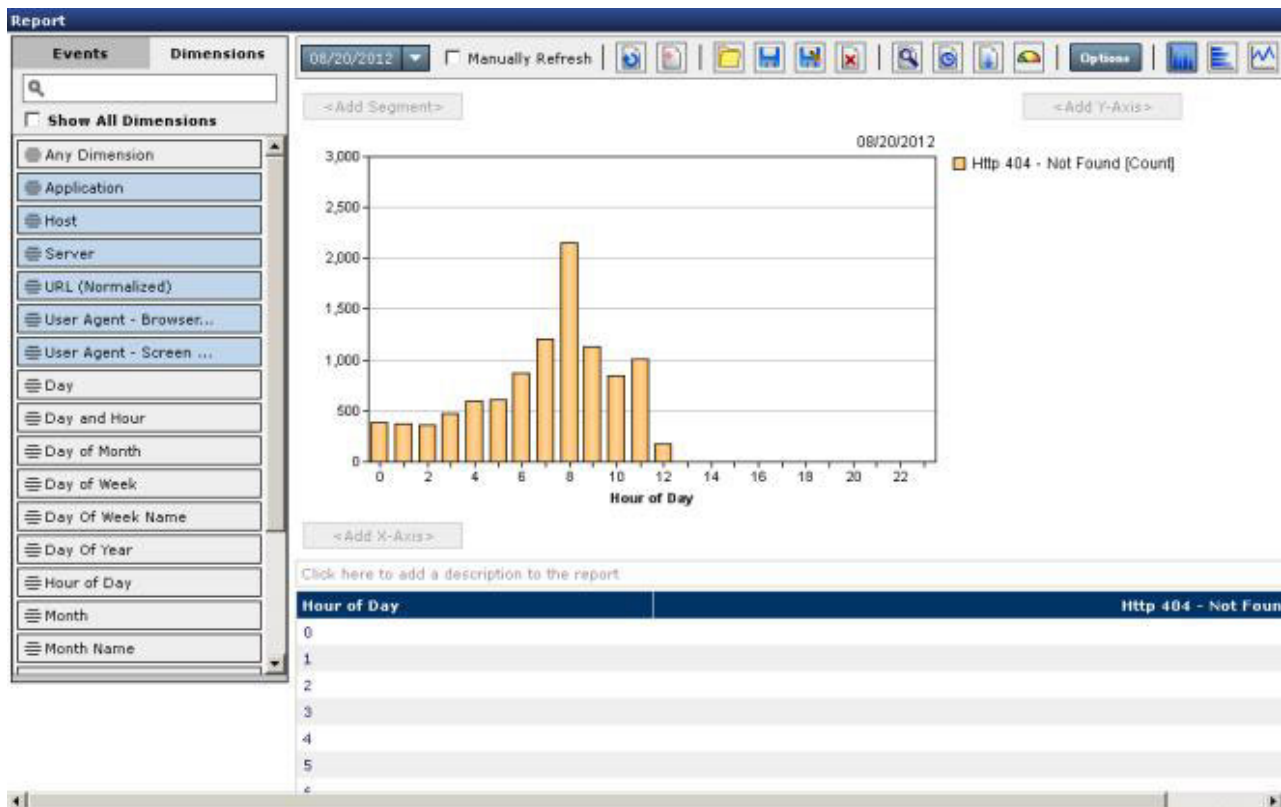 Report
Events Dimensions
Show All Dimensions
Any Dimension
Application
Host
Server
URL (Normalized)
User Agent - Browser...
User Agent - Screen ...
Day
Day and Hour
Day of Month
Day of Week
Day Of Week Name
Day Of Year
Hour of Day
Month
Month Name
08/20/2012 Manually Refresh Options
<Add Segment> <Add Y-Axis>
08/20/2012
Http 404 - Not Found [Count]
3,000
2,500
2,000
1,500
1,000
500
0
0 2 4 6 8 10 12 14 16 18 20 22
Hour of Day
<Add X-Axis>
Click here to add a description to the report
Hour of Day Http 404 - Not Foun
0
1
2
3
4
5